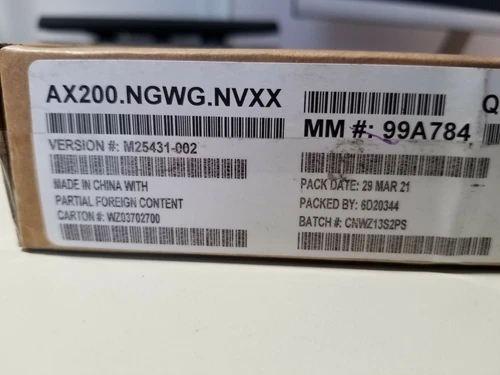 AX200.NGWG.NVXX
Q
MM #: 99A784
VERSION #: M25431-002
MADE IN CHINA WITH
PARTIAL FOREIGN CONTENT
CARTON #: WZ03702700
PACK DATE: 29 MAR 21
PACKED BY: 6D20344
BATCH #: CNWZ13S2PS